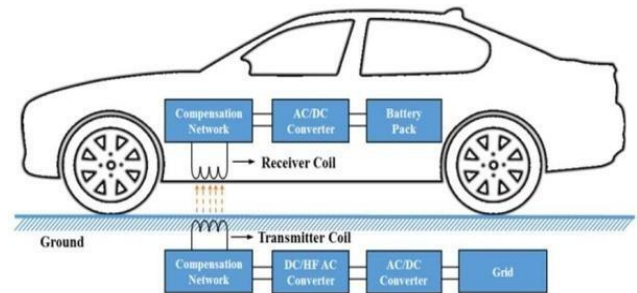 Compensation
Network
AC/DC
Converter
Battery
Pack
Receiver Coil
Ground
Transmitter Coil
Compensation
Network
DC/HF AC
Converter
AC/DC
Converter
Grid